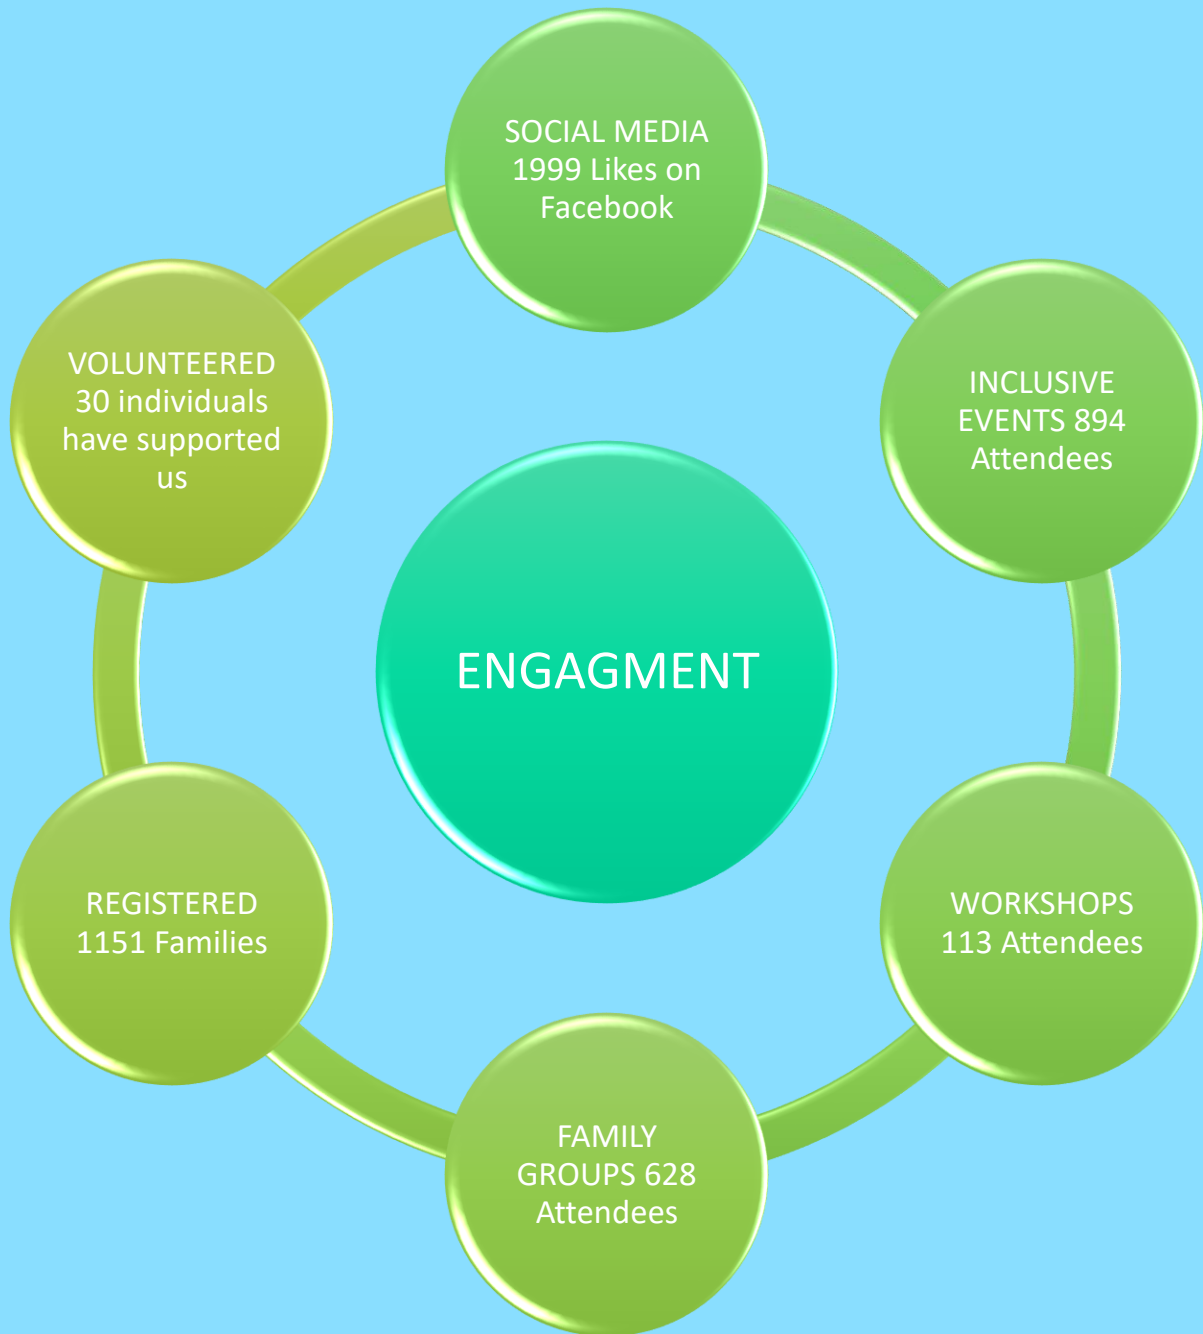 SOCIAL MEDIA
1999 Likes on
Facebook
INCLUSIVE
EVENTS 894
Attendees
WORKSHOPS
113 Attendees
FAMILY
GROUPS 628
Attendees
REGISTERED
1151 Families
VOLUNTEERED
30 individuals
have supported
us
ENGAGMENT